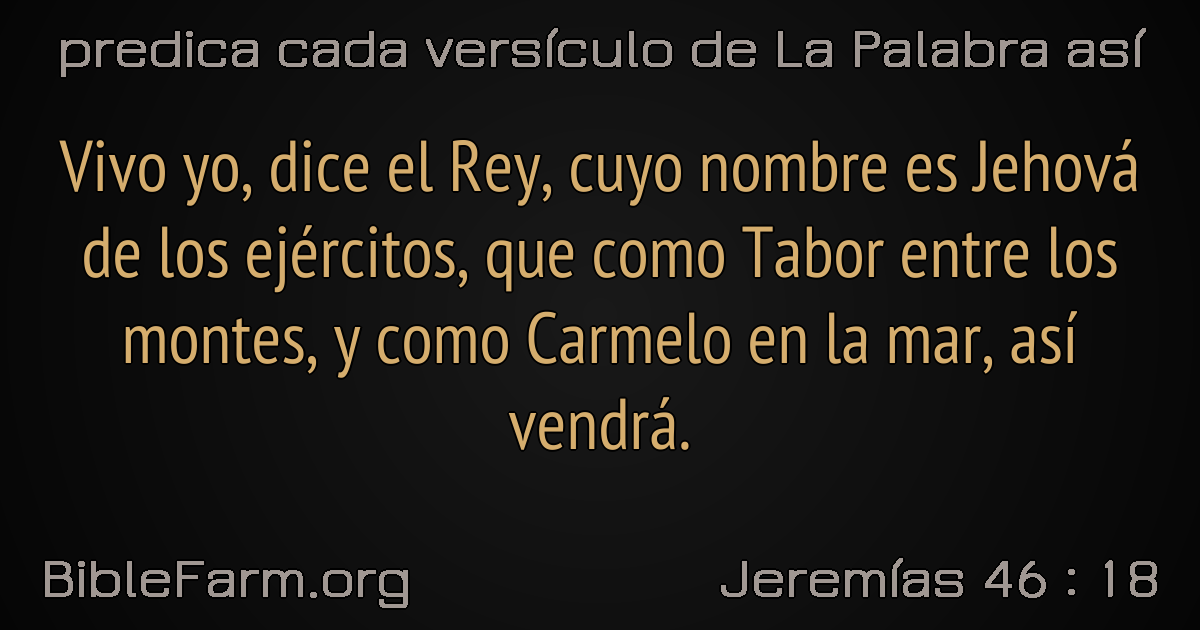 predica cada versículo de La Palabra así
Vivo yo, dice el Rey, cuyo nombre es Jehová
de los ejércitos, que como Tabor entre los
montes, y como Carmelo en la mar, así
vendrá.
BibleFarm.org
Jeremías 46 : 18